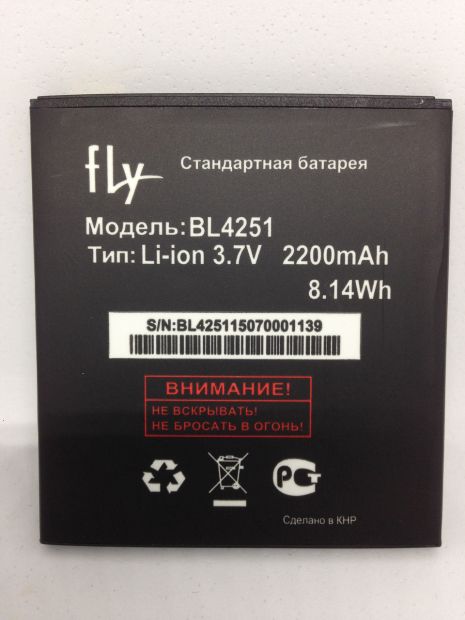 fly Стандартная батарея
Модель: BL4251
Тип: Li-ion 3.7V 2200mAh
8.14Wh
S/N:BL425115070001139
ВНИМАНИЕ!
НЕ ВСКРЫВАТЬ!
НЕ БРОСАТЬ В ОГОНЬ!
РСТ
Сделано в КНР